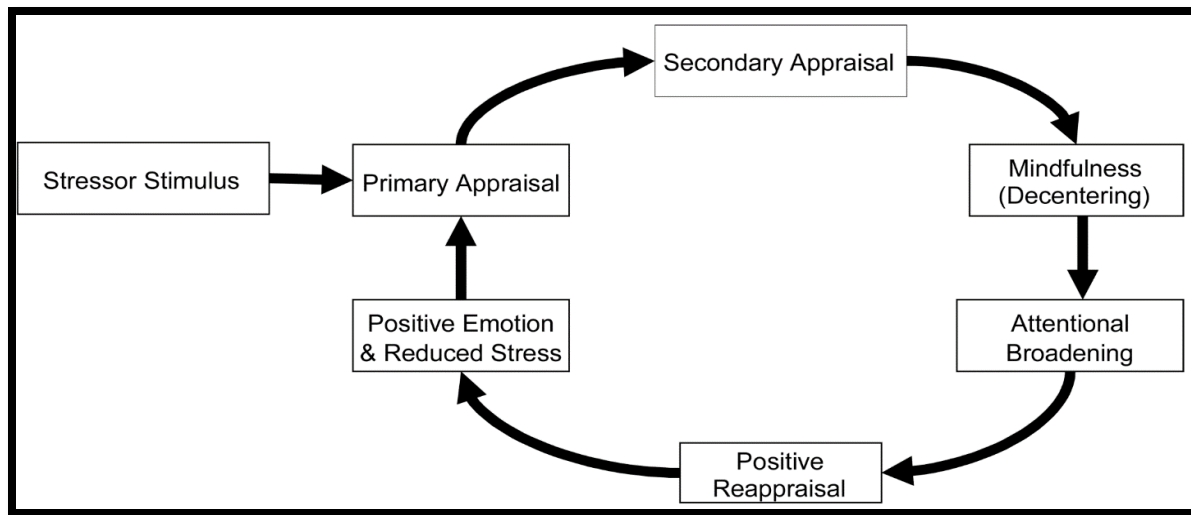 Secondary Appraisal
Stressor Stimulus
Primary Appraisal
Mindfulness
(Decentering)
Positive Emotion
& Reduced Stress
Attentional
Broadening
Positive
Reappraisal